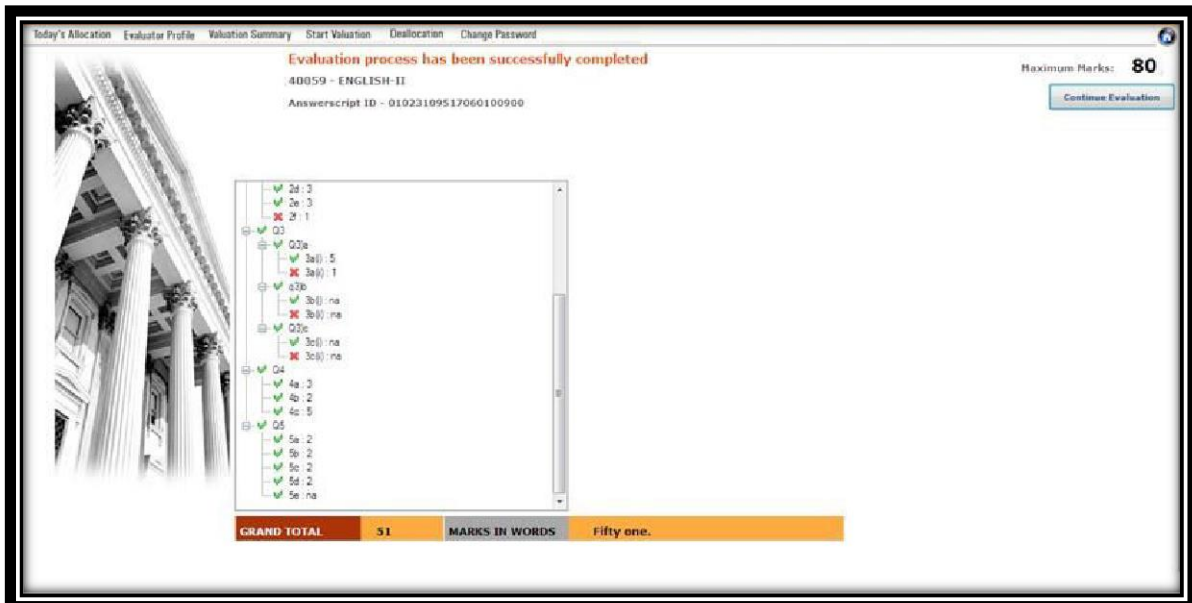 Today's Allocation Evaluator Profile Valuation Summary Start Valuation Deallocation Change Password
Evaluation process has been successfully completed
40059 - ENGLISH-II
Answerscript ID - 01023109517060100900
Maximum Marks: 80
Continue Evaluation
2d : 3
2e : 3
2f : 1
Q3
Q3)a
3a(i) : 5
3a(ii) : 1
q3)b
3b(i) : na
3b(ii) : na
Q3)c
3c(i) : na
3c(ii) : na
Q4
4a : 3
4b : 2
4c : 5
Q5
5a : 2
5b : 2
5c : 2
5d : 2
5e : na
GRAND TOTAL 51 MARKS IN WORDS Fifty one.